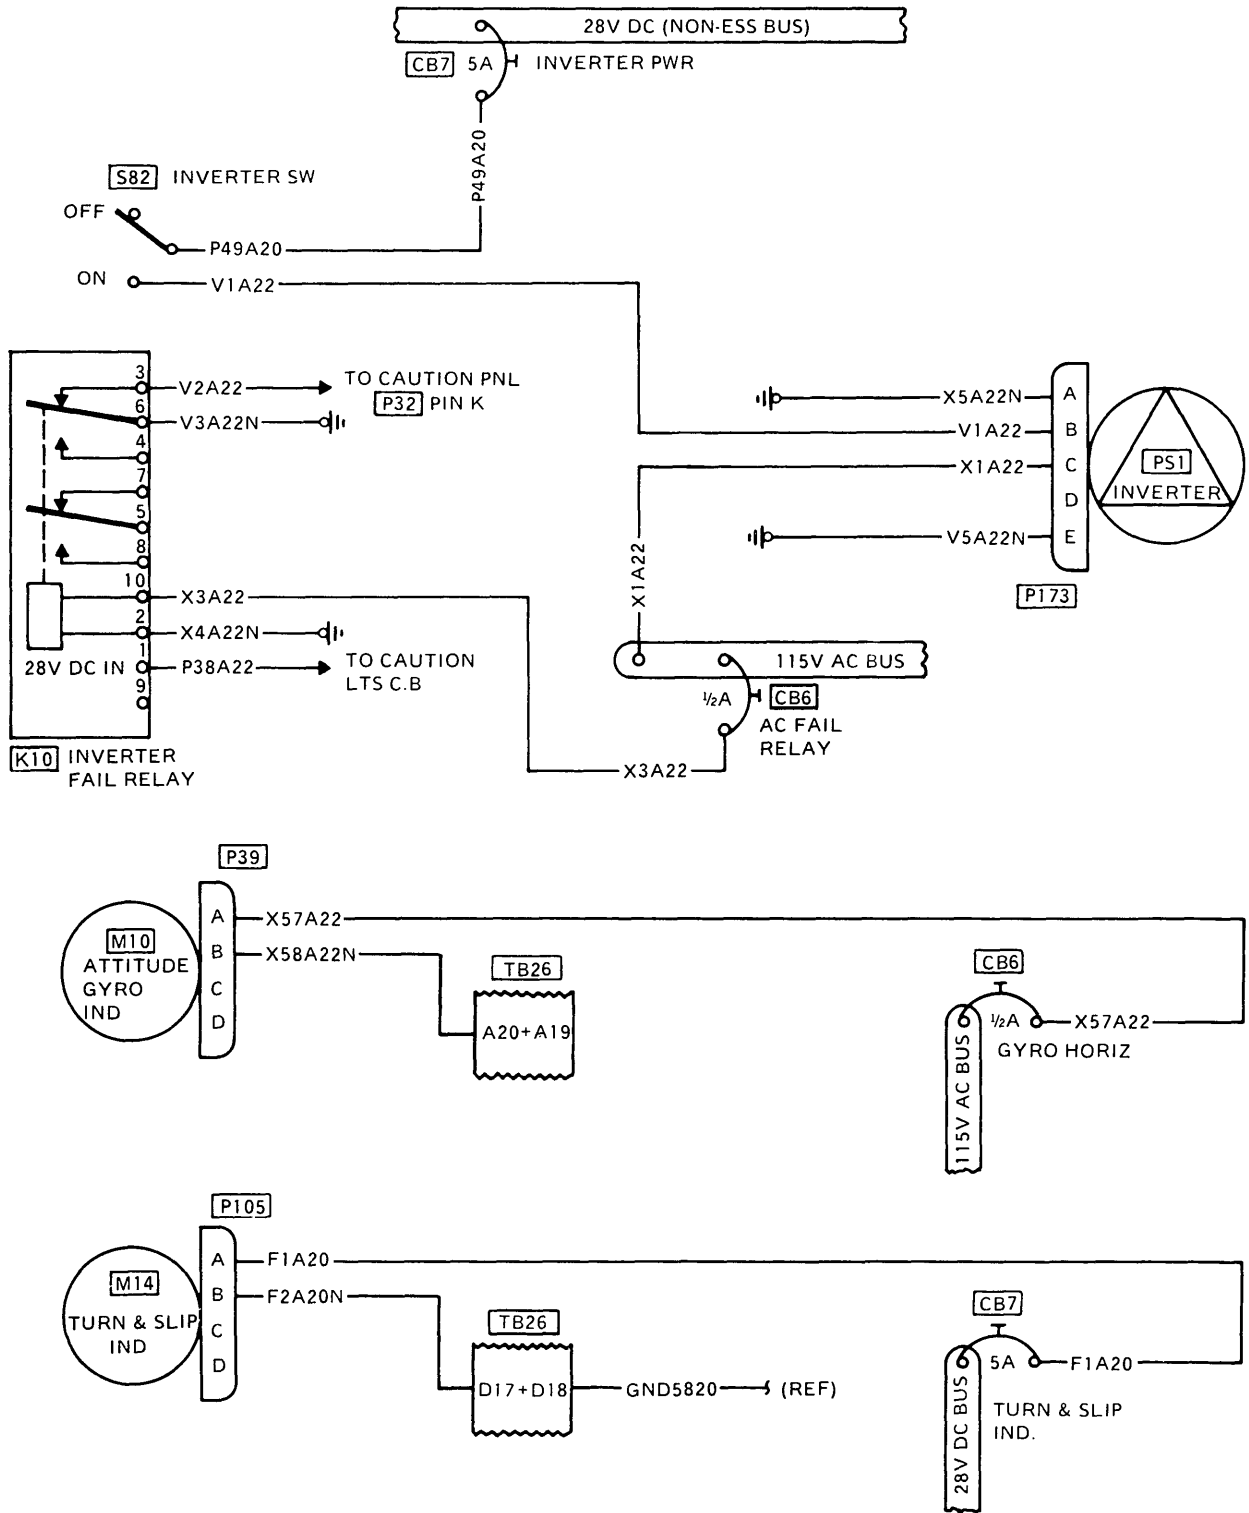 28V DC (NON-ESS BUS)
CB7 5A INVERTER PWR
P49A20
S82 INVERTER SW
OFF
P49A20
ON
V1A22
3
V2A22
TO CAUTION PNL
P32 PIN K
6
V3A22N
4
7
5
8
10
X3A22
2
X4A22N
28V DC IN
1
P38A22
TO CAUTION
LTS C.B
9
K10 INVERTER
FAIL RELAY
X5A22N A
V1A22 B
X1A22 C
D
V5A22N E
PS1
INVERTER
P173
X1A22
115V AC BUS
½A CB6
AC FAIL
RELAY
X3A22
P39
M10
ATTITUDE
GYRO
IND
A X57A22
B X58A22N
C
D
TB26
A20+A19
CB6
½A
X57A22
GYRO HORIZ
115V AC BUS
P105
M14
TURN & SLIP
IND
A F1A20
B F2A20N
C
D
TB26
D17+D18
GND5820
(REF)
CB7
5A
F1A20
TURN & SLIP
IND.
28V DC BUS